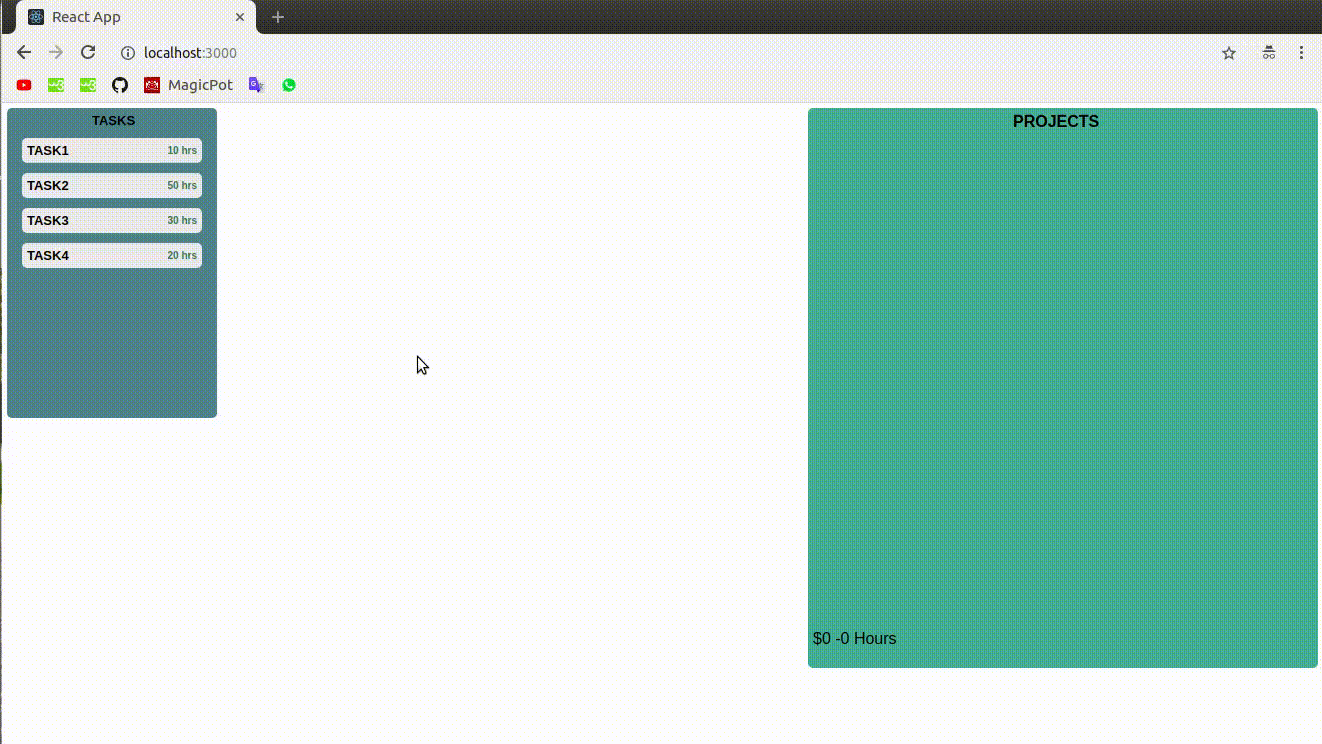 React App
localhost:3000
MagicPot
TASKS
TASK1 10 hrs
TASK2 50 hrs
TASK3 30 hrs
TASK4 20 hrs
PROJECTS
$0 -0 Hours